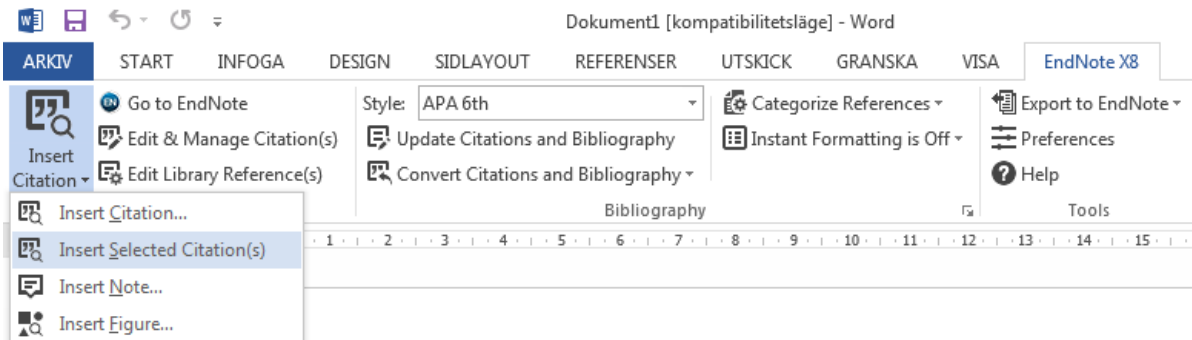 Dokument1 [kompatibilitetsläge] - Word
ARKIV START INFOGA DESIGN SIDLAYOUT REFERENSER UTSKICK GRANSKA VISA EndNote X8
Go to EndNote Style: APA 6th Categorize References Export to EndNote
Edit & Manage Citation(s) Update Citations and Bibliography Instant Formatting is Off Preferences
Insert
Citation Edit Library Reference(s) Convert Citations and Bibliography Help
Bibliography Tools
Insert Citation...
Insert Selected Citation(s) 1 2 3 4 5 6 7 8 9 10 11 12 13 14 15
Insert Note...
Insert Figure...